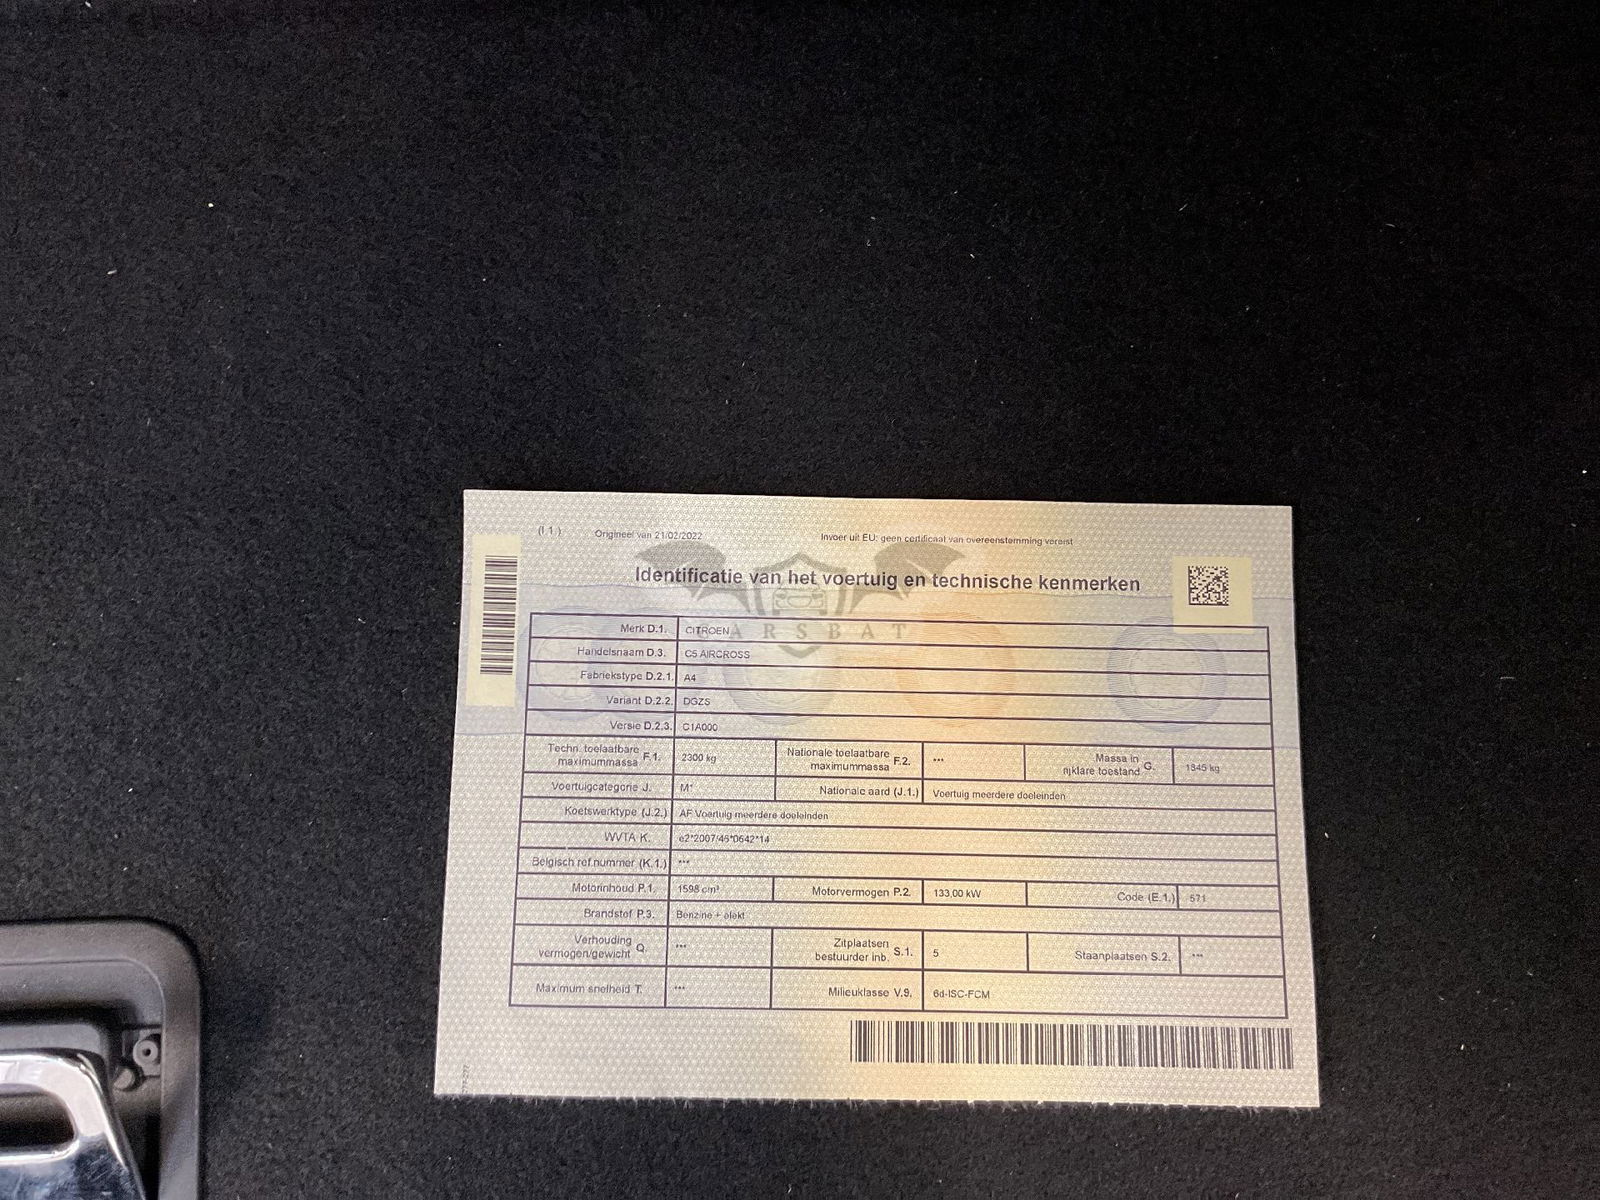 (I.1.) Origineel van 21/02/2022 Invoer uit EU: geen certificaat van overeenstemming vereist
Identificatie van het voertuig en technische kenmerken
CARSBAT
Merk D.1. CITROEN
Handelsnaam D.3. C5 AIRCROSS
Fabriekstype D.2.1. A4
Variant D.2.2. DGZS
Versie D.2.3. C1A000
Techn. toelaatbare maximummassa F.1. 2300 kg Nationale toelaatbare maximummassa F.2. *** Massa in rijklare toestand G. 1845 kg
Voertuigcategorie J. M* Nationale aard (J.1.) Voertuig meerdere doeleinden
Koetswerktype (J.2.) AF Voertuig meerdere doeleinden
WVTA K. e2*2007/46*0642*14
Belgisch ref.nummer (K.1.) ***
Motorinhoud P.1. 1598 cm³ Motorvermogen P.2. 133,00 kW Code (E.1.) 571
Brandstof P.3. Benzine + elekt
Verhouding vermogen/gewicht Q. *** Zitplaatsen bestuurder inb. S.1. 5 Staanplaatsen S.2. ***
Maximum snelheid T. *** Milieuklasse V.9. 6d-ISC-FCM